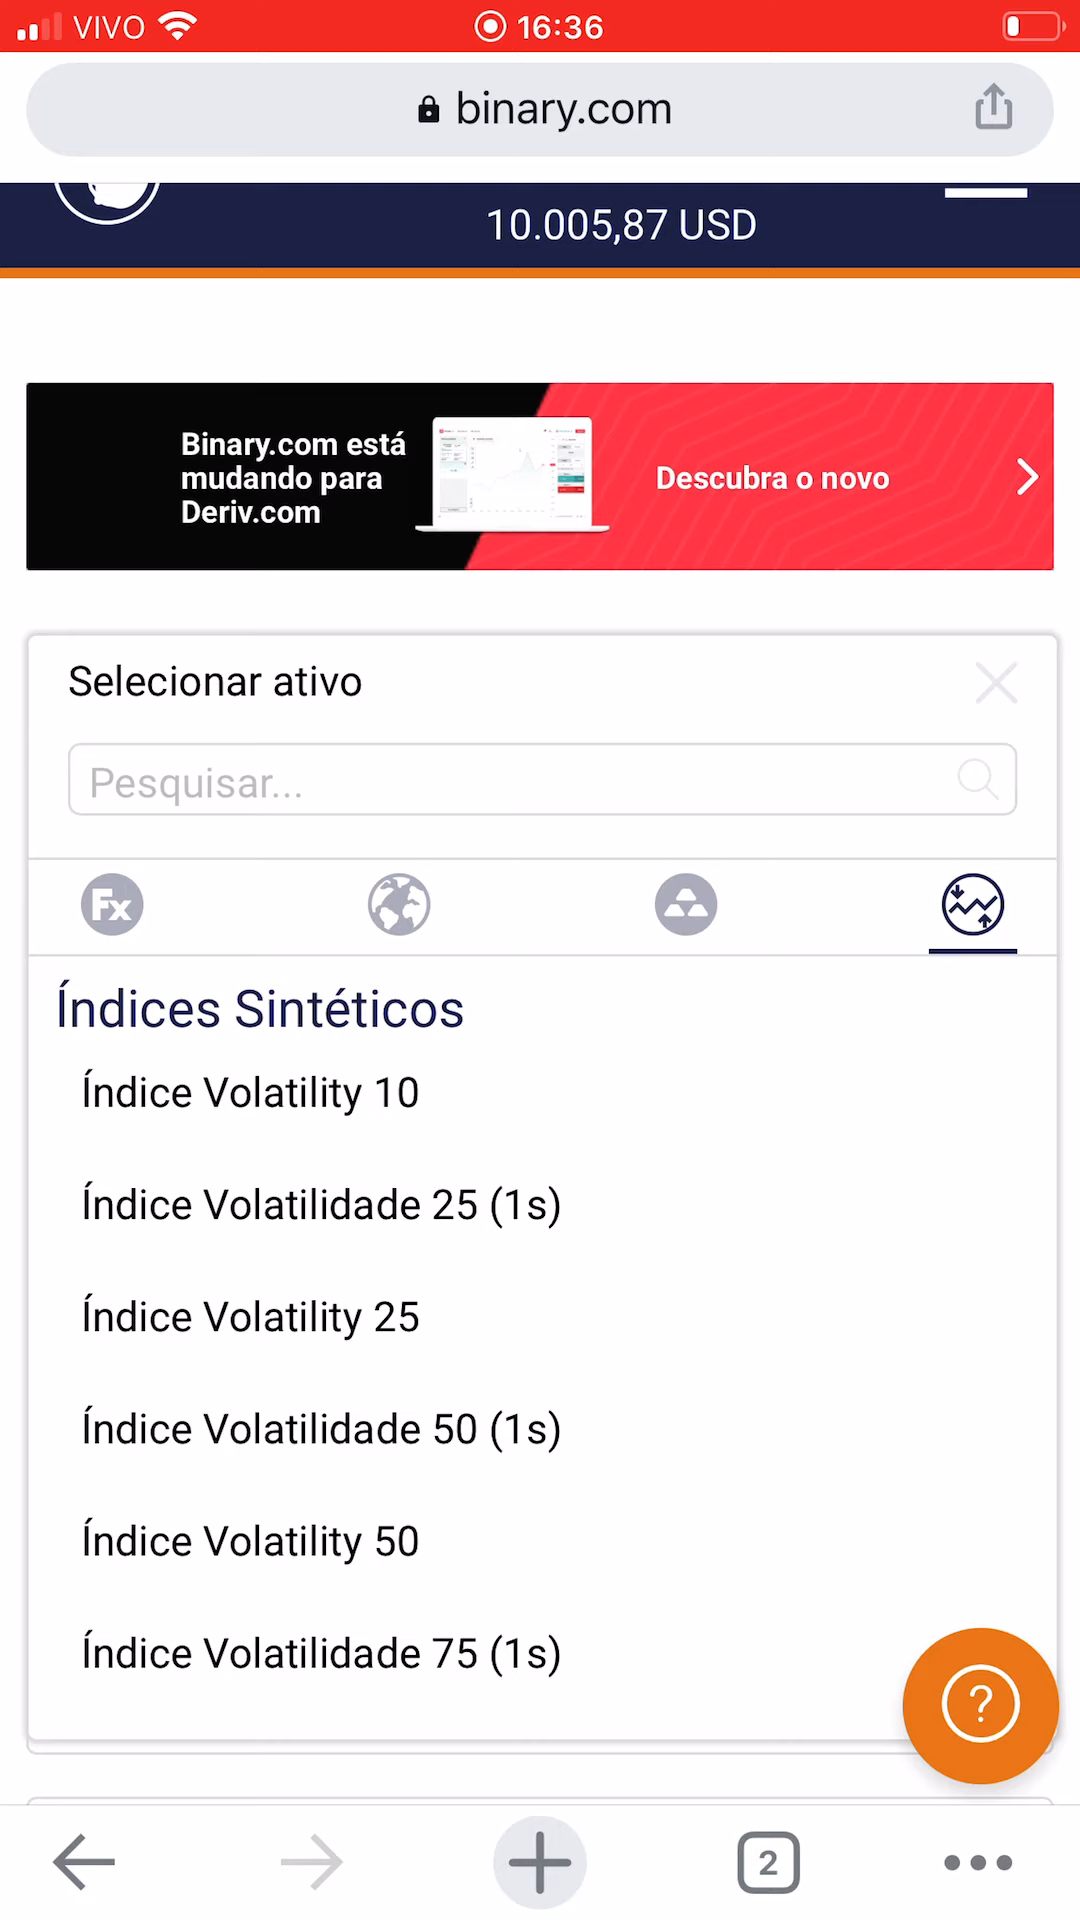 VIVO
16:36
binary.com
10.005,87 USD
Binary.com está
mudando para
Deriv.com
Descubra o novo
Selecionar ativo
Pesquisar...
Fx
Índices Sintéticos
Índice Volatility 10
Índice Volatilidade 25 (1s)
Índice Volatility 25
Índice Volatilidade 50 (1s)
Índice Volatility 50
Índice Volatilidade 75 (1s)
?
2